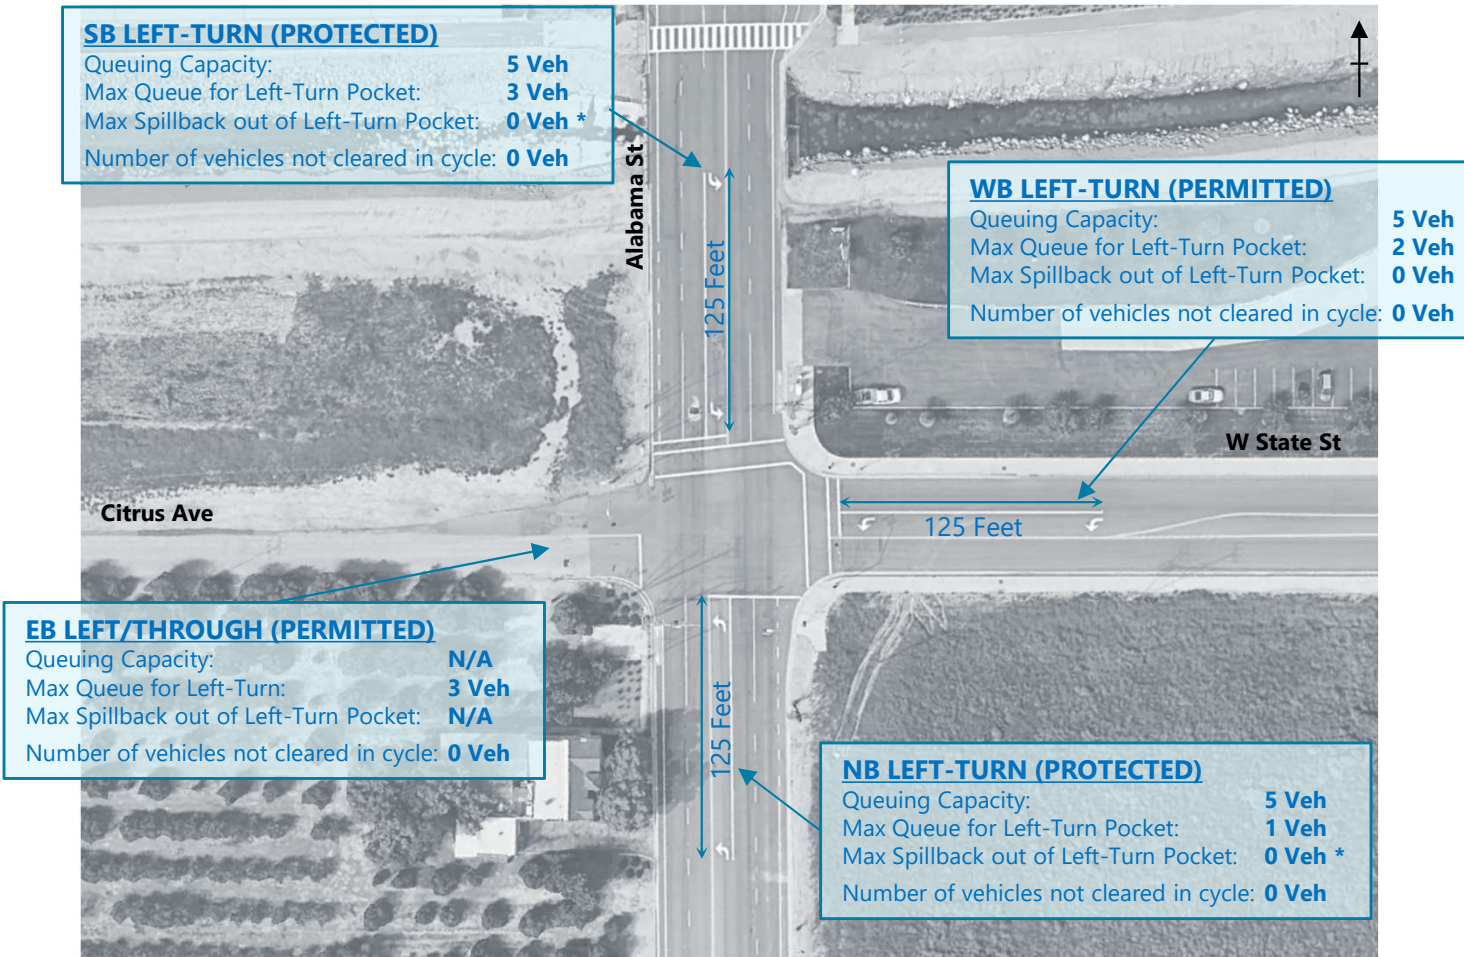 SB LEFT-TURN (PROTECTED)
Queuing Capacity: 5 Veh
Max Queue for Left-Turn Pocket: 3 Veh
Max Spillback out of Left-Turn Pocket: 0 Veh *
Number of vehicles not cleared in cycle: 0 Veh
Alabama St
125 Feet
WB LEFT-TURN (PERMITTED)
Queuing Capacity: 5 Veh
Max Queue for Left-Turn Pocket: 2 Veh
Max Spillback out of Left-Turn Pocket: 0 Veh
Number of vehicles not cleared in cycle: 0 Veh
W State St
Citrus Ave
125 Feet
EB LEFT/THROUGH (PERMITTED)
Queuing Capacity: N/A
Max Queue for Left-Turn: 3 Veh
Max Spillback out of Left-Turn Pocket: N/A
Number of vehicles not cleared in cycle: 0 Veh
125 Feet
NB LEFT-TURN (PROTECTED)
Queuing Capacity: 5 Veh
Max Queue for Left-Turn Pocket: 1 Veh
Max Spillback out of Left-Turn Pocket: 0 Veh *
Number of vehicles not cleared in cycle: 0 Veh